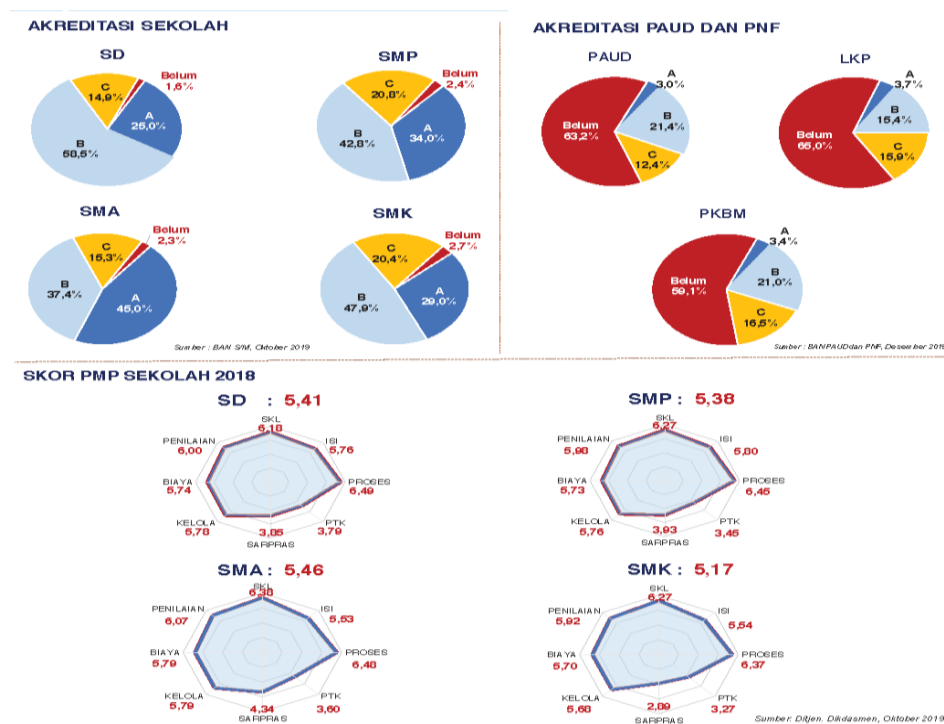 AKREDITASI SEKOLAH
SD
Belum
1,6%
C
14,9%
A
25,0%
B
58,5%
SMP
Belum
2,4%
C
20,8%
A
34,0%
B
42,8%
SMA
Belum
2,3%
C
15,3%
B
37,4%
A
45,0%
SMK
Belum
2,7%
C
20,4%
B
47,9%
A
29,0%
Sumber : BAN S/M, Oktober 2019
AKREDITASI PAUD DAN PNF
PAUD
A
3,0%
B
21,4%
Belum
63,2%
C
12,4%
LKP
A
3,7%
B
15,4%
Belum
65,0%
C
15,9%
PKBM
A
3,4%
B
21,0%
Belum
59,1%
C
16,5%
Sumber : BANPAUDdan PNF, Desember 2019
SKOR PMP SEKOLAH 2018
SD : 5,41
SKL
6,18
PENILAIAN
6,00
ISI
5,76
BIAYA
5,74
PROSES
6,49
KELOLA
5,78
PTK
3,79
3,85
SARPRAS
SMP : 5,38
SKL
6,27
PENILAIAN
5,98
ISI
5,80
BIAYA
5,73
PROSES
6,45
KELOLA
5,76
PTK
3,45
3,93
SARPRAS
SMA : 5,46
SKL
6,38
PENILAIAN
6,07
ISI
5,53
BIAYA
5,79
PROSES
6,48
KELOLA
5,79
PTK
3,60
4,34
SARPRAS
SMK : 5,17
SKL
6,27
PENILAIAN
5,92
ISI
5,54
BIAYA
5,70
PROSES
6,37
KELOLA
5,68
PTK
3,27
2,89
SARPRAS
Sumber: Ditjen. Dikdasmen, Oktober 2019